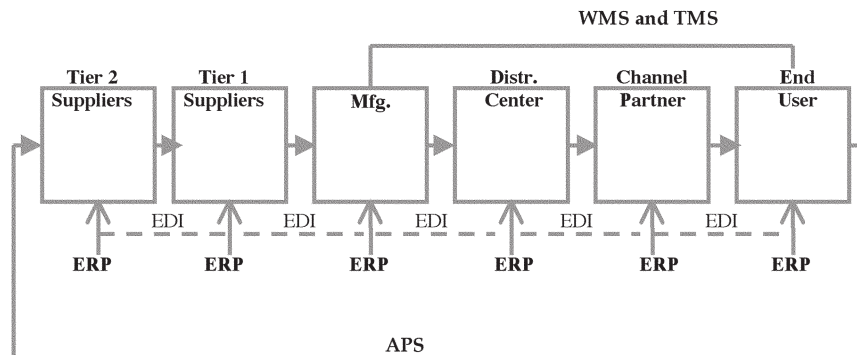 WMS and TMS
Tier 2
Suppliers
Tier 1
Suppliers
Mfg.
Distr.
Center
Channel
Partner
End
User
EDI EDI EDI EDI EDI
ERP ERP ERP ERP ERP ERP
APS